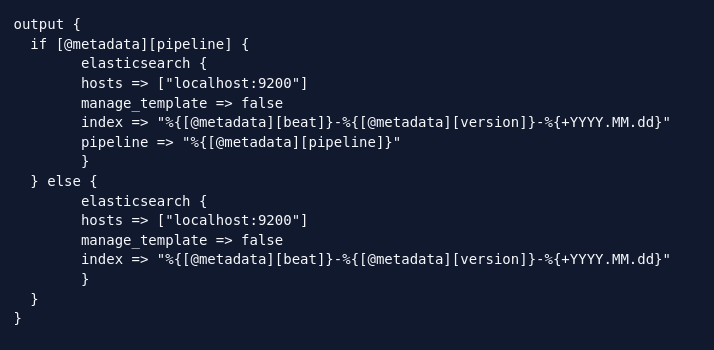 output {
  if [@metadata][pipeline] {
        elasticsearch {
        hosts => ["localhost:9200"]
        manage_template => false
        index => "%{[@metadata][beat]}-%{[@metadata][version]}-%{+YYYY.MM.dd}"
        pipeline => "%{[@metadata][pipeline]}"
        }
  } else {
        elasticsearch {
        hosts => ["localhost:9200"]
        manage_template => false
        index => "%{[@metadata][beat]}-%{[@metadata][version]}-%{+YYYY.MM.dd}"
        }
  }
}